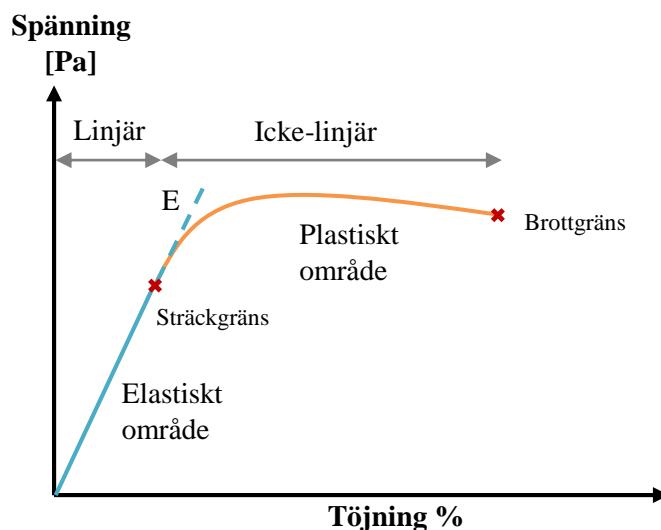 Spänning
[Pa]
Linjär
Icke-linjär
E
Plastiskt
område
Brottgräns
Sträckgräns
Elastiskt
område
Töjning %